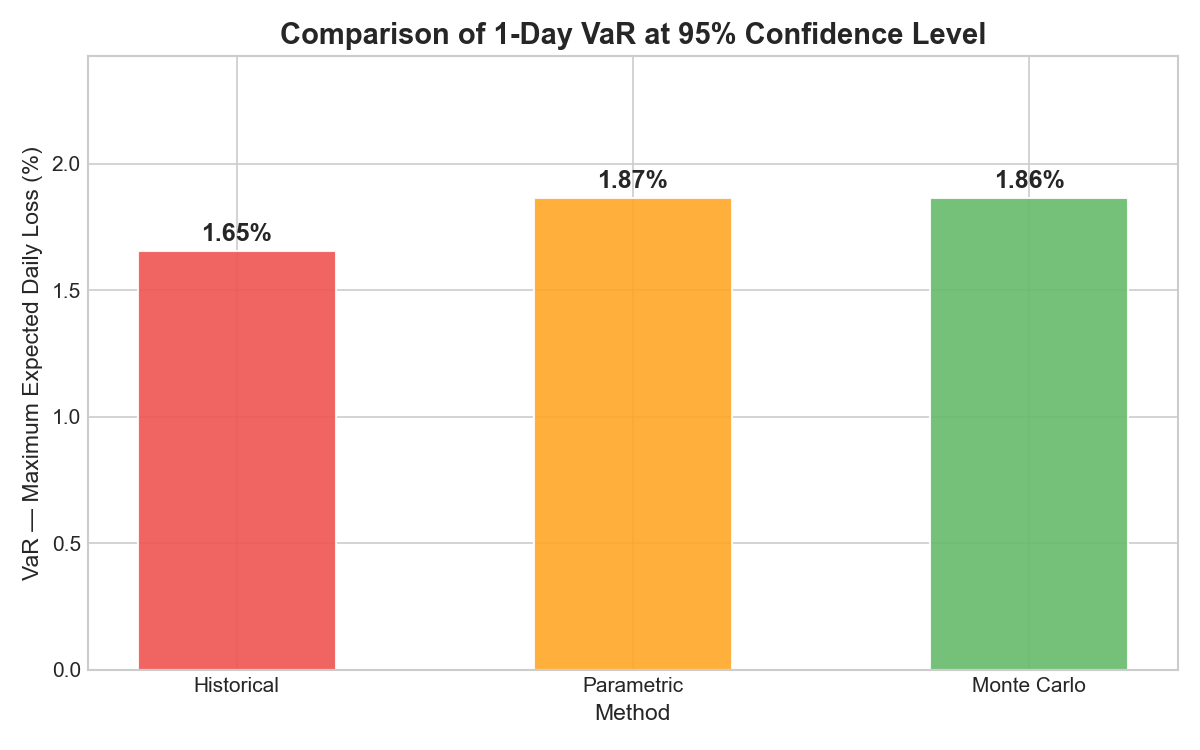 Comparison of 1-Day VaR at 95% Confidence Level
VaR — Maximum Expected Daily Loss (%)
2.0
1.5
1.0
0.5
0.0
1.65%
1.87%
1.86%
Historical
Parametric
Monte Carlo
Method